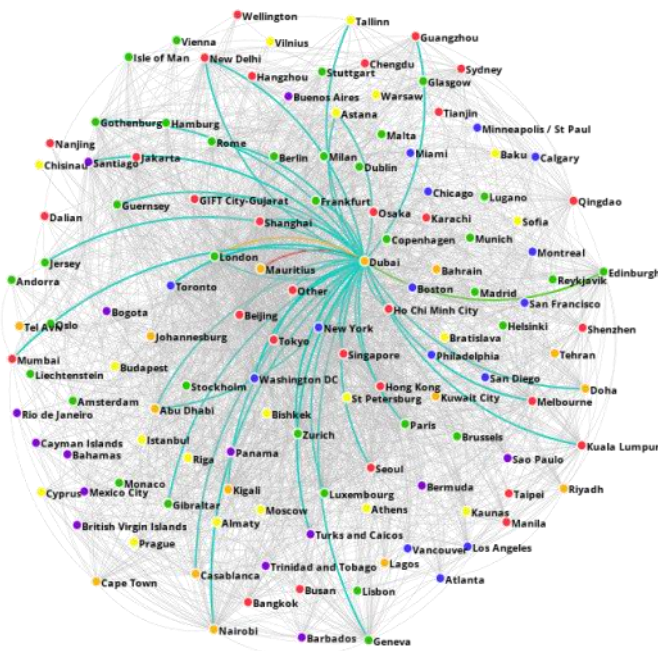 Wellington
Tallinn
Guangzhou
Vienna
Vilnius
Isle of Man
New Delhi
Chengdu
Sydney
Hangzhou
Stuttgart
Glasgow
Buenos Aires
Warsaw
Tianjin
Astana
Gothenburg
Hamburg
Minneapolis / St Paul
Malta
Nanjing
Rome
Miami
Baku
Calgary
Chisinau
Santiago
Jakarta
Berlin
Milan
Dublin
Chicago
Lugano
Guernsey
GIFT City-Gujarat
Frankfurt
Qingdao
Dalian
Shanghai
Osaka
Karachi
Sofia
Copenhagen
Munich
Montreal
Jersey
London
Mauritius
Dubai
Bahrain
Edinburgh
Andorra
Toronto
Boston
Reykjavik
Madrid
Other
San Francisco
Bogota
Beijing
Ho Chi Minh City
Tel Aviv
Oslo
New York
Helsinki
Shenzhen
Johannesburg
Tokyo
Bratislava
Mumbai
Singapore
Philadelphia
Tehran
Liechtenstein
Budapest
Stockholm
Washington DC
Hong Kong
San Diego
Doha
Amsterdam
Abu Dhabi
St Petersburg
Kuwait City
Melbourne
Rio de Janeiro
Bishkek
Paris
Cayman Islands
Istanbul
Zurich
Brussels
Kuala Lumpur
Bahamas
Riga
Panama
Sao Paulo
Seoul
Monaco
Cyprus
Mexico City
Kigali
Luxembourg
Bermuda
Taipei
Riyadh
Gibraltar
Moscow
Athens
Kaunas
British Virgin Islands
Almaty
Manila
Prague
Turks and Caicos
Vancouver
Los Angeles
Trinidad and Tobago
Lagos
Cape Town
Casablanca
Atlanta
Busan
Lisbon
Bangkok
Nairobi
Barbados
Geneva